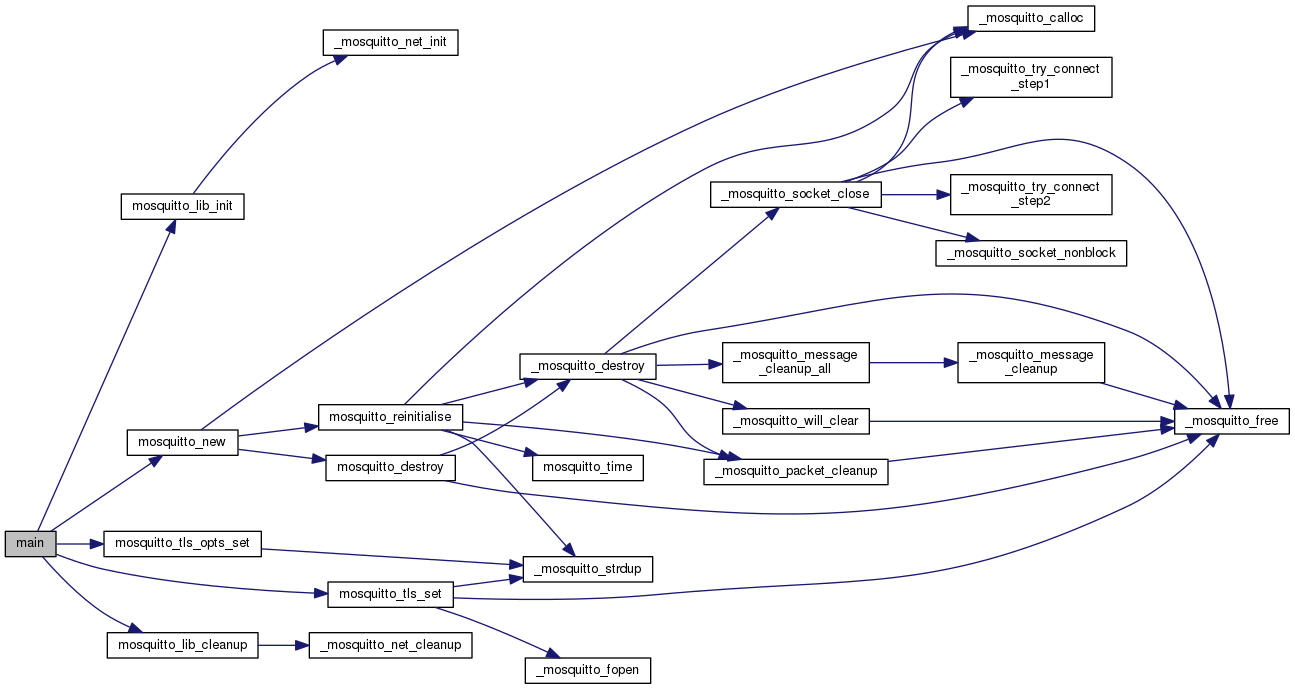 _mosquitto_calloc
_mosquitto_net_init
_mosquitto_try_connect
_step1
mosquitto_lib_init
_mosquitto_socket_close
_mosquitto_try_connect
_step2
_mosquitto_socket_nonblock
_mosquitto_destroy
_mosquitto_message
_cleanup_all
_mosquitto_message
_cleanup
mosquitto_reinitialise
_mosquitto_will_clear
_mosquitto_free
mosquitto_new
mosquitto_destroy
mosquitto_time
_mosquitto_packet_cleanup
main
mosquitto_tls_opts_set
_mosquitto_strdup
mosquitto_tls_set
mosquitto_lib_cleanup
_mosquitto_net_cleanup
_mosquitto_fopen